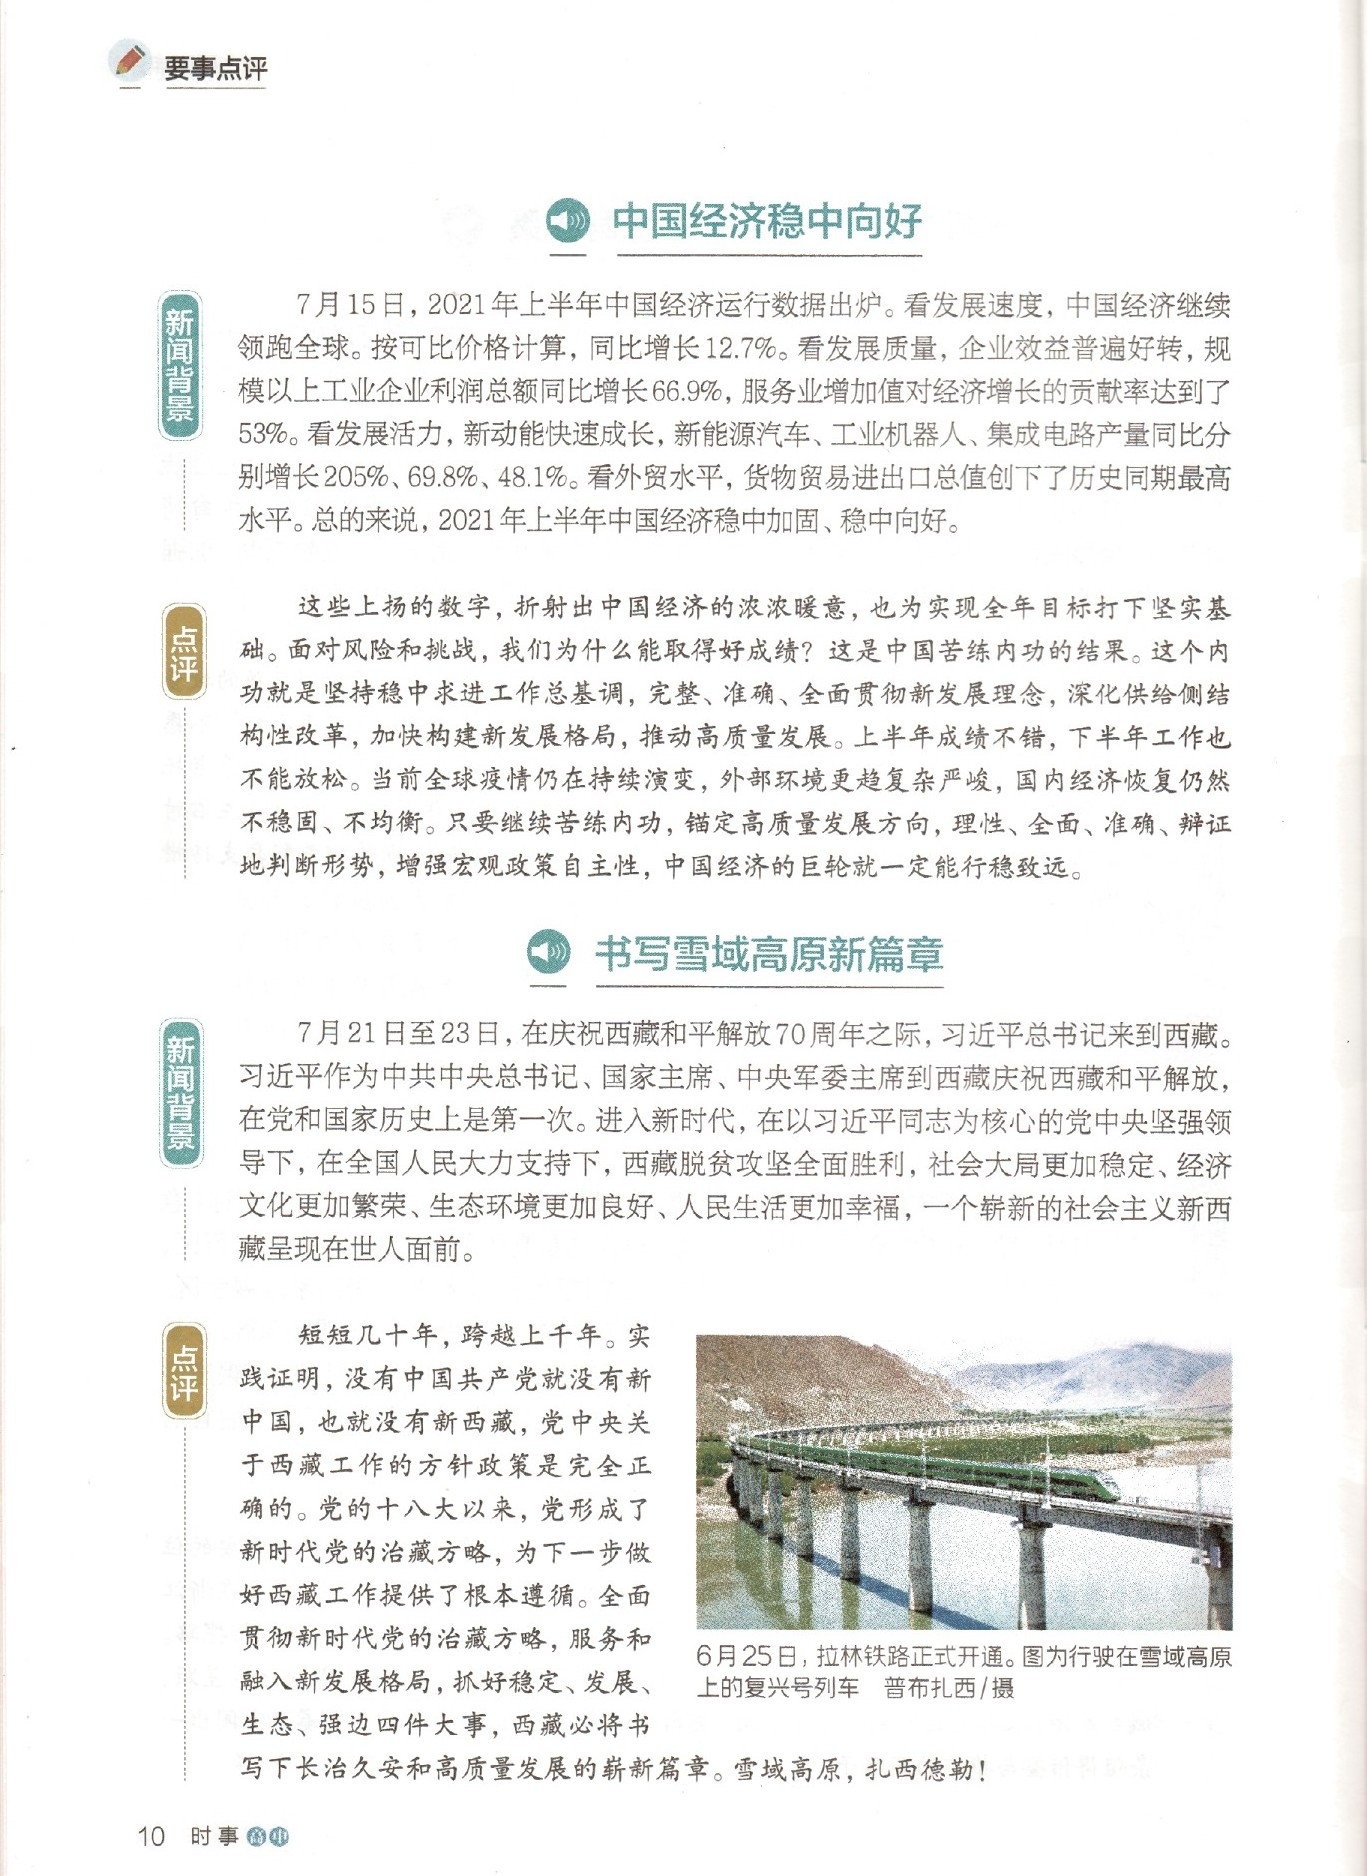 要事点评
中国经济稳中向好
新闻背景
7月15日，2021年上半年中国经济运行数据出炉。看发展速度，中国经济继续
领跑全球。按可比价格计算，同比增长12.7%。看发展质量，企业效益普遍好转，规
模以上工业企业利润总额同比增长66.9%，服务业增加值对经济增长的贡献率达到了
53%。看发展活力，新动能快速成长，新能源汽车、工业机器人、集成电路产量同比分
别增长205%、69.8%、48.1%。看外贸水平，货物贸易进出口总值创下了历史同期最高
水平。总的来说，2021年上半年中国经济稳中加固、稳中向好。
点评
这些上扬的数字，折射出中国经济的浓浓暖意，也为实现全年目标打下坚实基
础。面对风险和挑战，我们为什么能取得好成绩？这是中国苦练内功的结果。这个内
功就是坚持稳中求进工作总基调，完整、准确、全面贯彻新发展理念，深化供给侧结
构性改革，加快构建新发展格局，推动高质量发展。上半年成绩不错，下半年工作也
不能放松。当前全球疫情仍在持续演变，外部环境更趋复杂严峻，国内经济恢复仍然
不稳固、不均衡。只要继续苦练内功，锚定高质量发展方向，理性、全面、准确、辩证
地判断形势，增强宏观政策自主性，中国经济的巨轮就一定能行稳致远。
书写雪域高原新篇章
新闻背景
7月21日至23日，在庆祝西藏和平解放70周年之际，习近平总书记来到西藏。
习近平作为中共中央总书记、国家主席、中央军委主席到西藏庆祝西藏和平解放，
在党和国家历史上是第一次。进入新时代，在以习近平同志为核心的党中央坚强领
导下，在全国人民大力支持下，西藏脱贫攻坚全面胜利，社会大局更加稳定、经济
文化更加繁荣、生态环境更加良好、人民生活更加幸福，一个崭新的社会主义新西
藏呈现在世人面前。
点评
短短几十年，跨越上千年。实
践证明，没有中国共产党就没有新
中国，也就没有新西藏，党中央关
于西藏工作的方针政策是完全正
确的。党的十八大以来，党形成了
新时代党的治藏方略，为下一步做
好西藏工作提供了根本遵循。全面
贯彻新时代党的治藏方略，服务和
融入新发展格局，抓好稳定、发展、
生态、强边四件大事，西藏必将书
写下长治久安和高质量发展的崭新篇章。雪域高原，扎西德勒！
6月25日，拉林铁路正式开通。图为行驶在雪域高原
上的复兴号列车 普布扎西/摄
10 时事高中